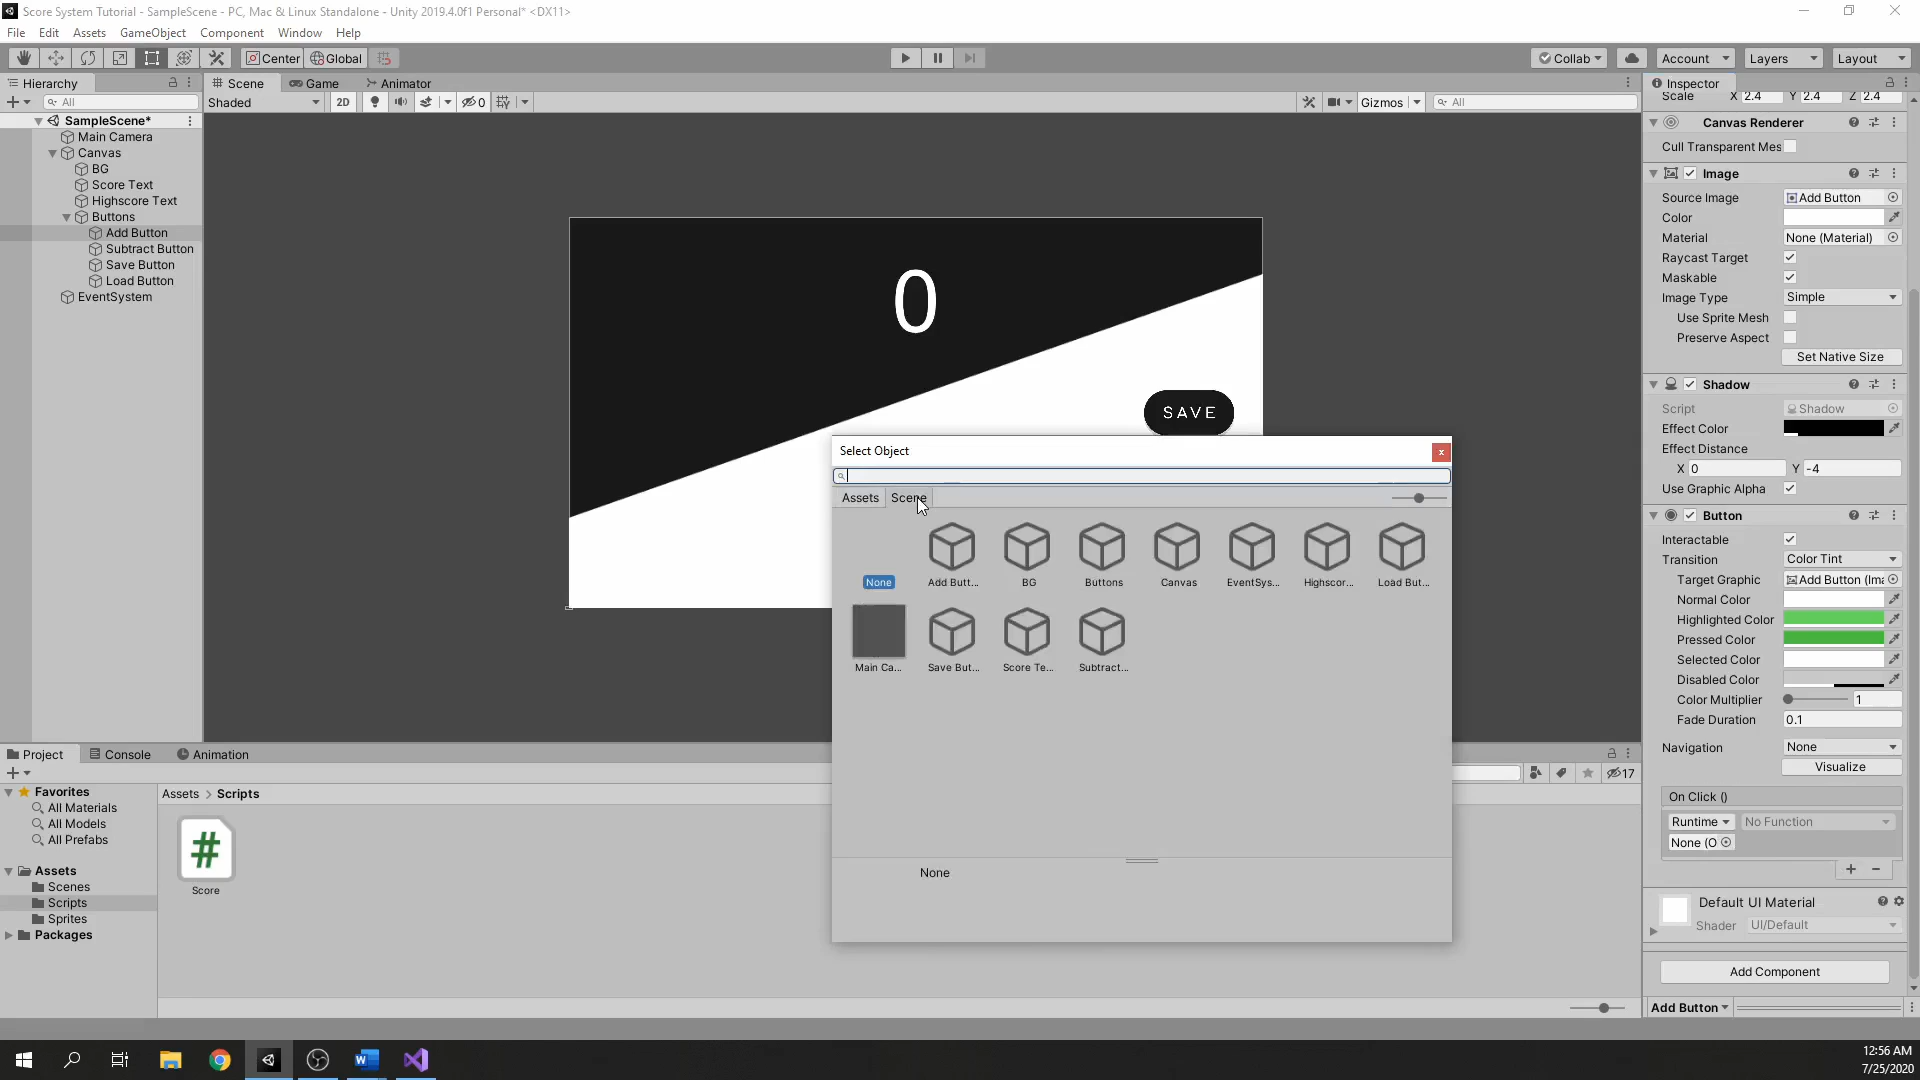 Score System Tutorial - SampleScene - PC, Mac & Linux Standalone - Unity 2019.4.0f1 Personal* <DX11>
File Edit Assets GameObject Component Window Help
Center Global Collab Account Layers Layout
Hierarchy
All
SampleScene*
Main Camera
Canvas
BG
Score Text
Highscore Text
Buttons
Add Button
Subtract Button
Save Button
Load Button
EventSystem
Scene Game Animator
Shaded 2D 0 Gizmos All
0
SAVE
Select Object
Assets Scene
None Add Butt... BG Buttons Canvas EventSys... Highscor... Load But...
Main Ca... Save But... Score Te... Subtract...
None
Inspector
Scale X 2.4 Y 2.4 Z 2.4
Canvas Renderer
Cull Transparent Mes
Image
Source Image Add Button
Color
Material None (Material)
Raycast Target
Maskable
Image Type Simple
Use Sprite Mesh
Preserve Aspect
Set Native Size
Shadow
Script Shadow
Effect Color
Effect Distance
X 0 Y -4
Use Graphic Alpha
Button
Interactable
Transition Color Tint
Target Graphic Add Button (Ima
Normal Color
Highlighted Color
Pressed Color
Selected Color
Disabled Color
Color Multiplier 1
Fade Duration 0.1
Navigation None
Visualize
On Click ()
Runtime No Function
None (O
Default UI Material
Shader UI/Default
Add Component
Add Button
Project Console Animation
17
Favorites
All Materials
All Models
All Prefabs
Assets
Scenes
Scripts
Sprites
Packages
Assets > Scripts
#
Score
12:56 AM
7/25/2020